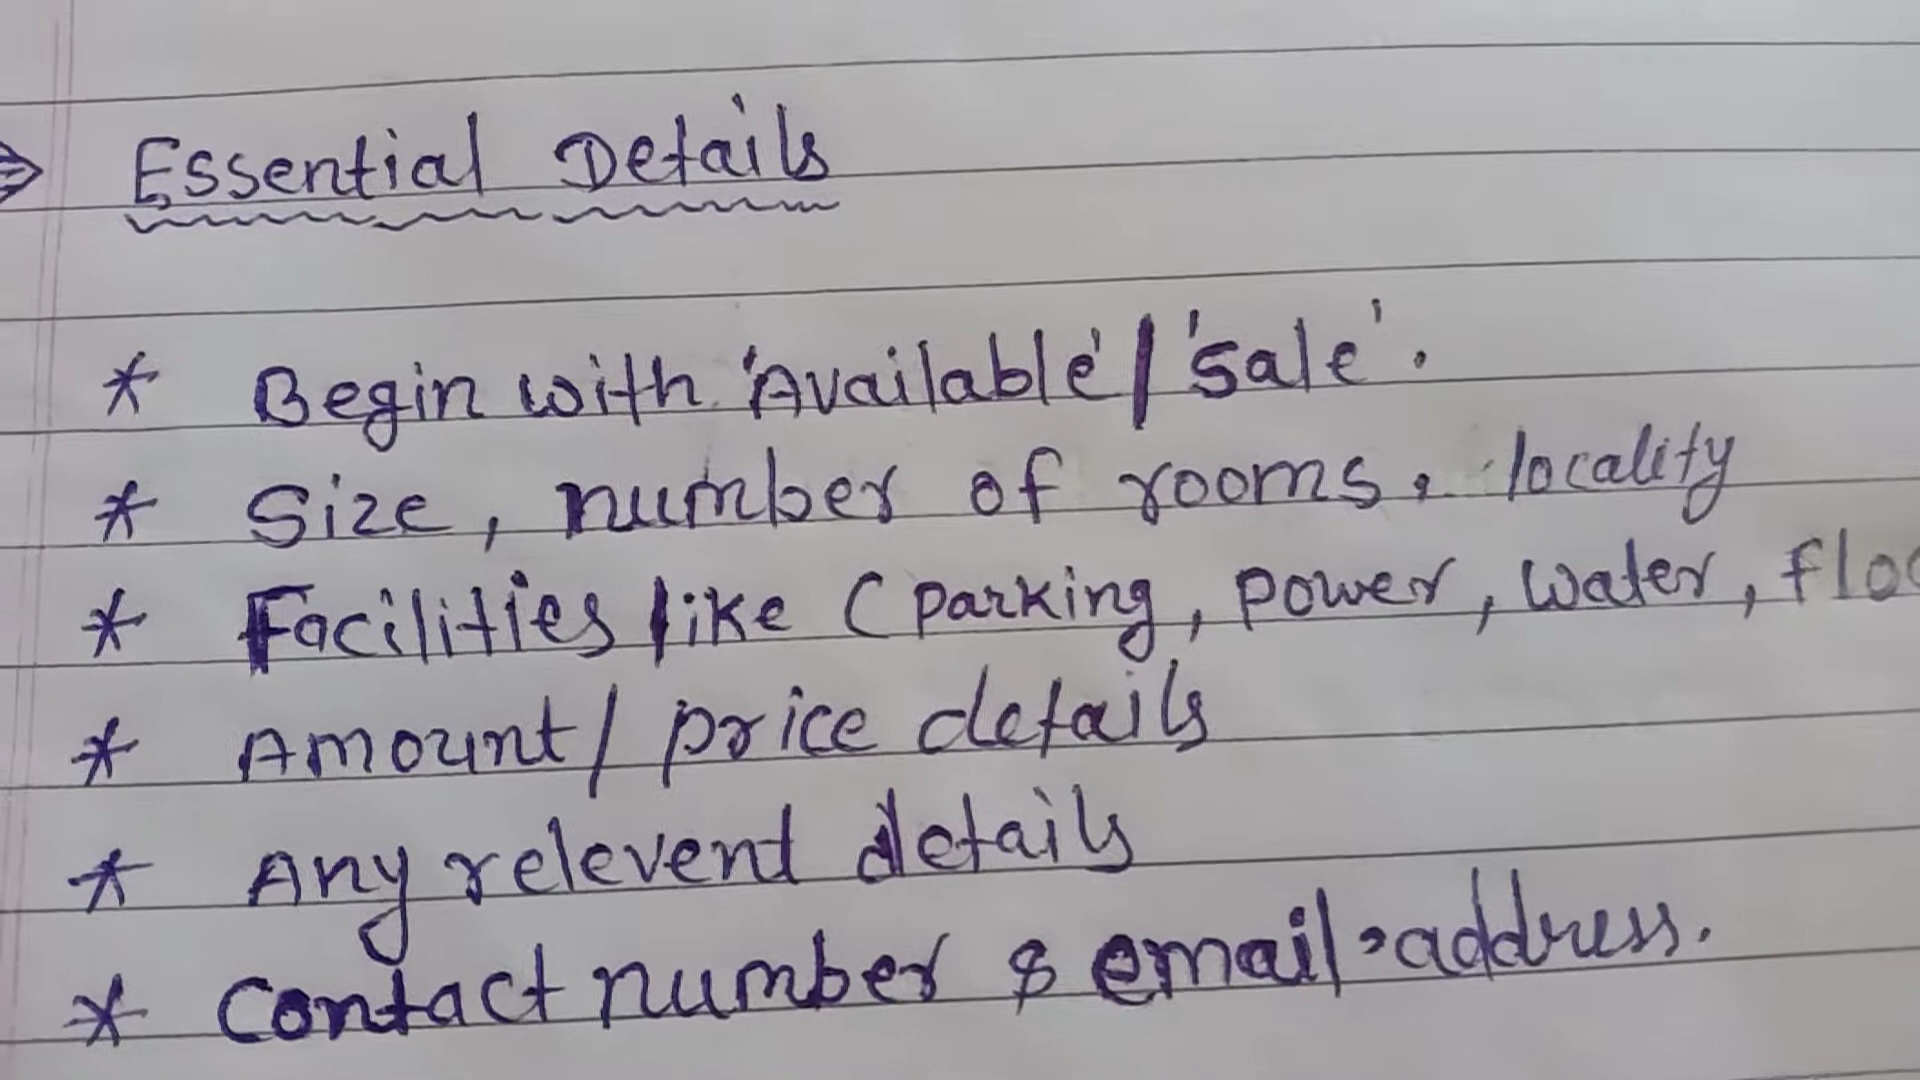 Essential Details
* Begin with 'Available' / 'sale'.
* Size, number of rooms, locality
* Facilities like (parking, power, water,
* Amount / price details
* Any relevent details
* Contact number & email, address.